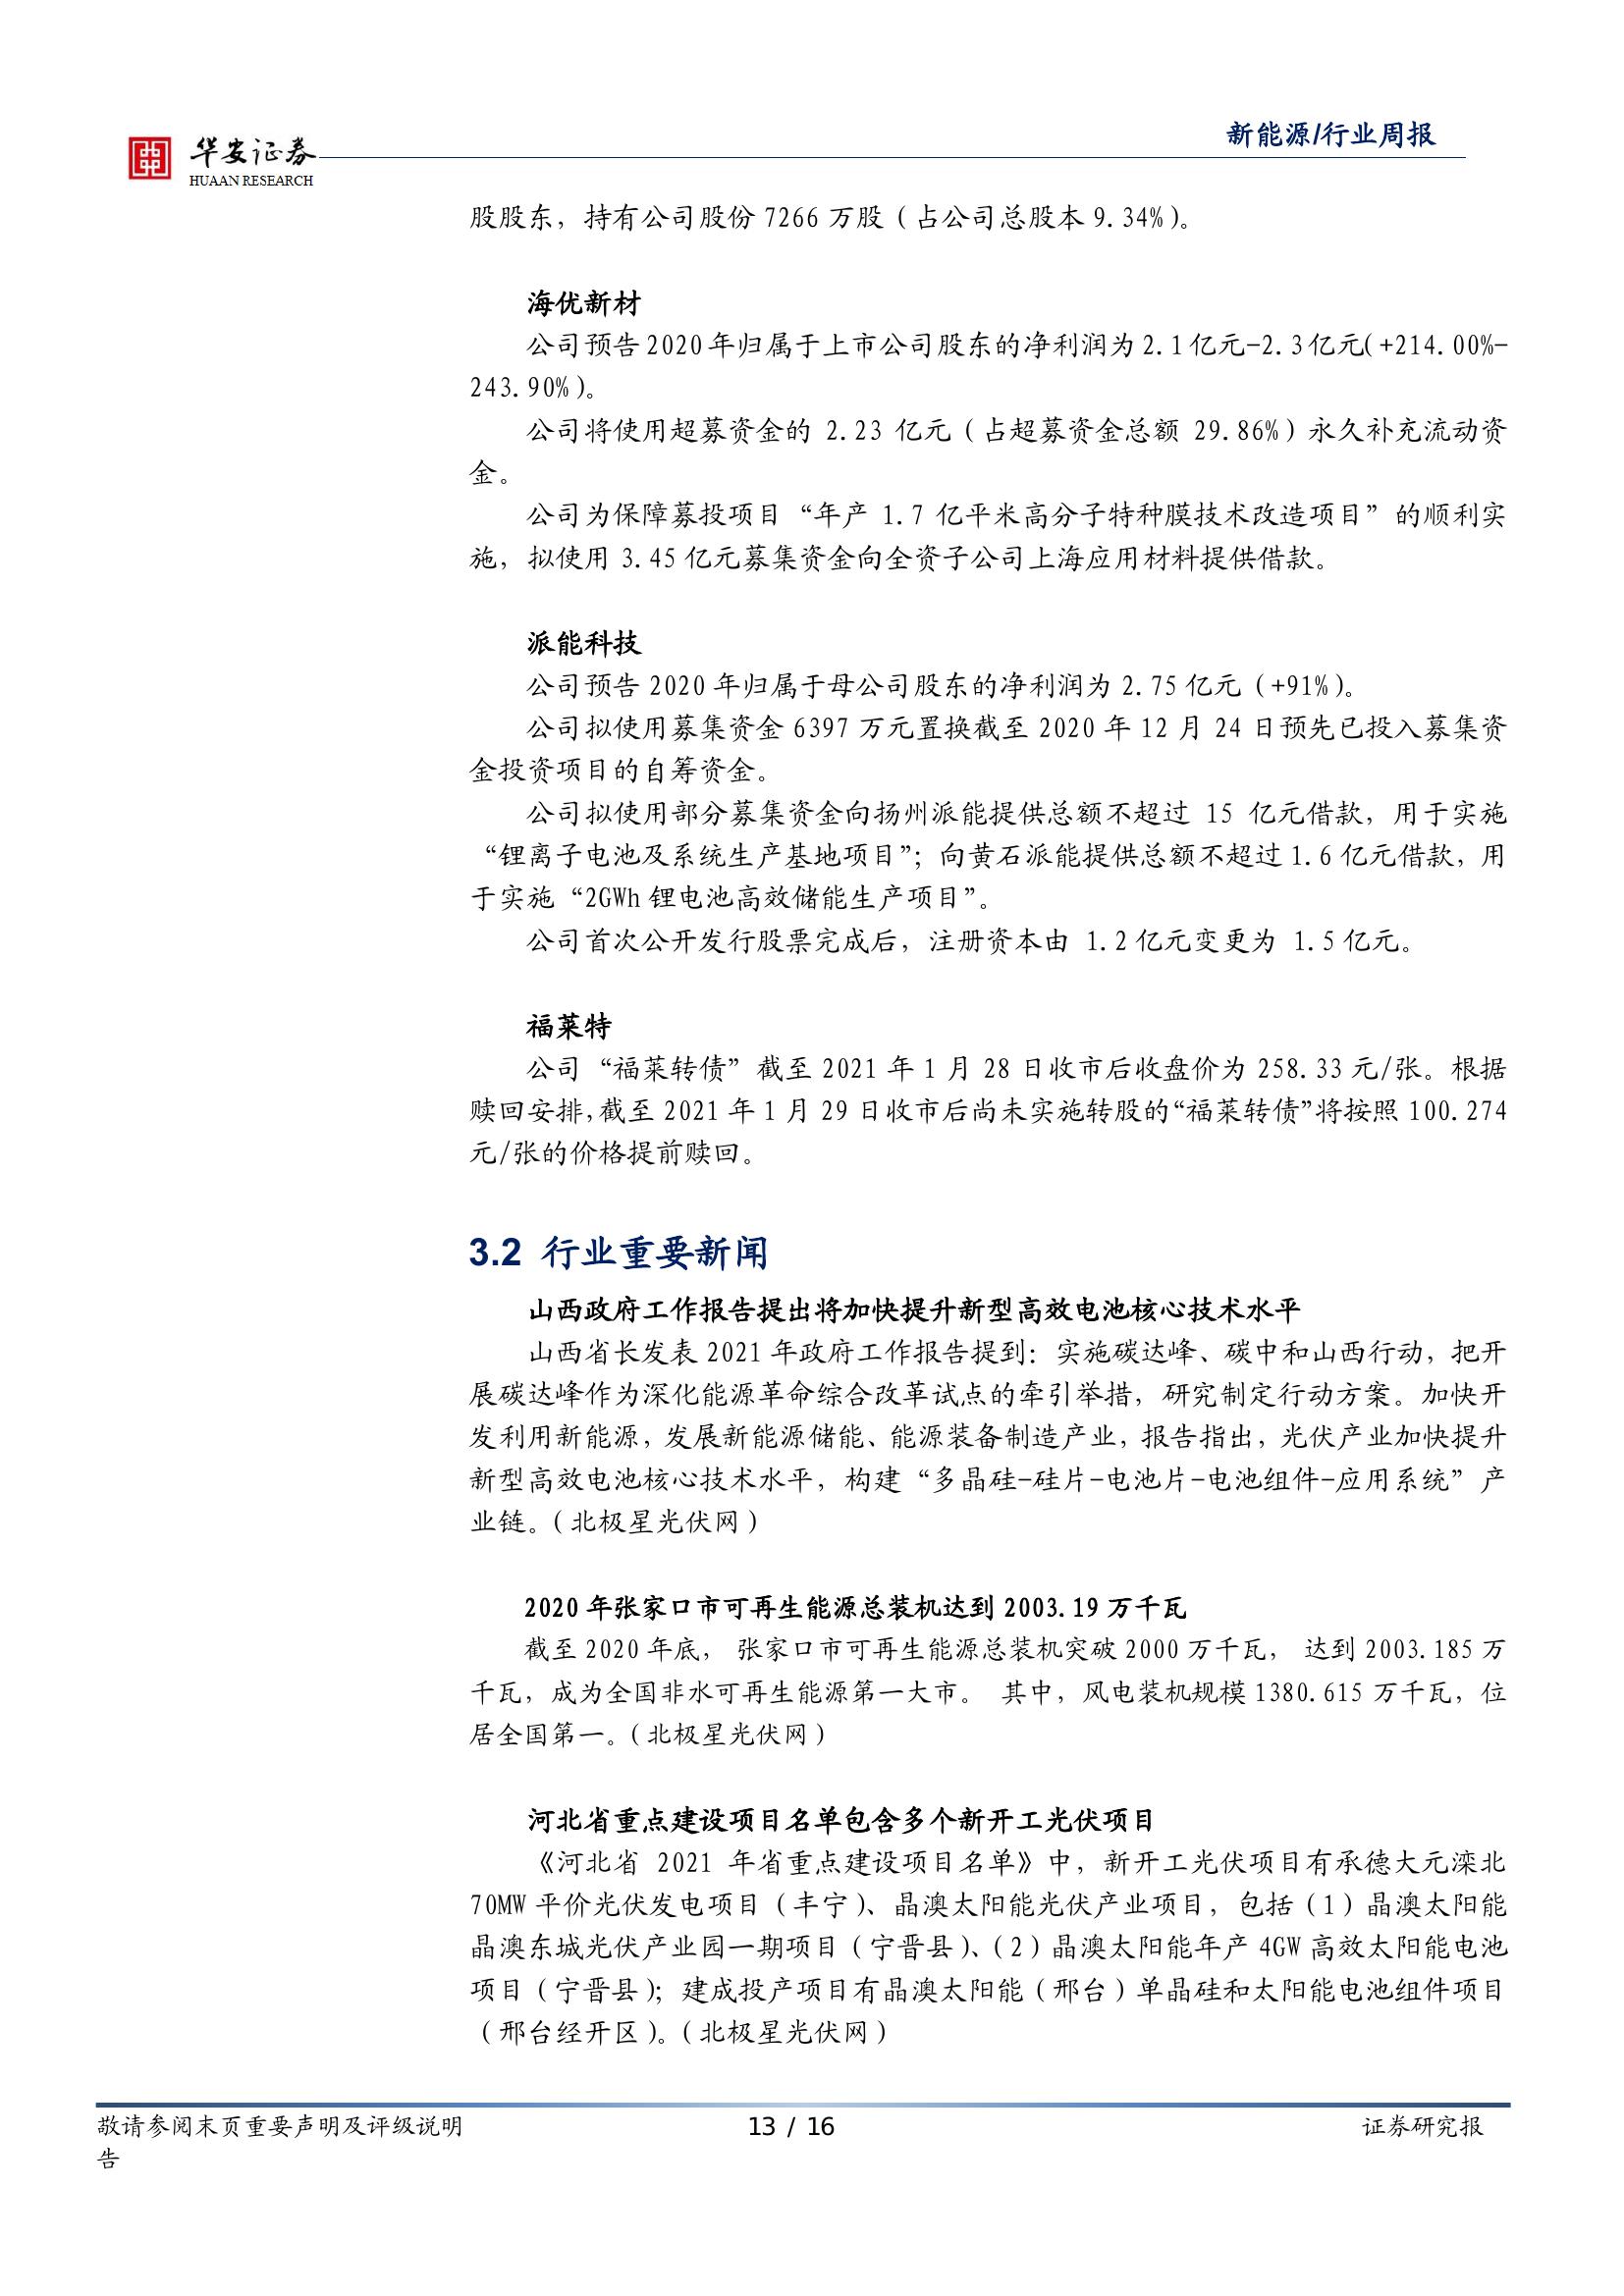 华安证券
HUAAN RESEARCH
新能源/行业周报
股股东，持有公司股份 7266 万股（占公司总股本 9.34%）。
海优新材
公司预告 2020 年归属于上市公司股东的净利润为 2.1 亿元-2.3 亿元(+214.00%-
243.90%)。
公司将使用超募资金的 2.23 亿元（占超募资金总额 29.86%）永久补充流动资
金。
公司为保障募投项目“年产 1.7 亿平米高分子特种膜技术改造项目”的顺利实
施，拟使用 3.45 亿元募集资金向全资子公司上海应用材料提供借款。
派能科技
公司预告 2020 年归属于母公司股东的净利润为 2.75 亿元（+91%）。
公司拟使用募集资金 6397 万元置换截至 2020 年 12 月 24 日预先已投入募集资
金投资项目的自筹资金。
公司拟使用部分募集资金向扬州派能提供总额不超过 15 亿元借款，用于实施
“锂离子电池及系统生产基地项目”；向黄石派能提供总额不超过 1.6 亿元借款，用
于实施“2GWh 锂电池高效储能生产项目”。
公司首次公开发行股票完成后，注册资本由 1.2 亿元变更为 1.5 亿元。
福莱特
公司“福莱转债”截至 2021 年 1 月 28 日收市后收盘价为 258.33 元/张。根据
赎回安排，截至 2021 年 1 月 29 日收市后尚未实施转股的“福莱转债”将按照 100.274
元/张的价格提前赎回。
3.2 行业重要新闻
山西政府工作报告提出将加快提升新型高效电池核心技术水平
山西省长发表 2021 年政府工作报告提到：实施碳达峰、碳中和山西行动，把开
展碳达峰作为深化能源革命综合改革试点的牵引举措，研究制定行动方案。加快开
发利用新能源，发展新能源储能、能源装备制造产业，报告指出，光伏产业加快提升
新型高效电池核心技术水平，构建“多晶硅-硅片-电池片-电池组件-应用系统”产
业链。（北极星光伏网）
2020 年张家口市可再生能源总装机达到 2003.19 万千瓦
截至 2020 年底， 张家口市可再生能源总装机突破 2000 万千瓦， 达到 2003.185 万
千瓦，成为全国非水可再生能源第一大市。 其中，风电装机规模 1380.615 万千瓦，位
居全国第一。（北极星光伏网）
河北省重点建设项目名单包含多个新开工光伏项目
《河北省 2021 年省重点建设项目名单》中，新开工光伏项目有承德大元滦北
70MW 平价光伏发电项目（丰宁）、晶澳太阳能光伏产业项目，包括（1）晶澳太阳能
晶澳东城光伏产业园一期项目（宁晋县）、（2）晶澳太阳能年产 4GW 高效太阳能电池
项目（宁晋县）；建成投产项目有晶澳太阳能（邢台）单晶硅和太阳能电池组件项目
（邢台经开区）。（北极星光伏网）
敬请参阅末页重要声明及评级说明 13 / 16 证券研究报
告